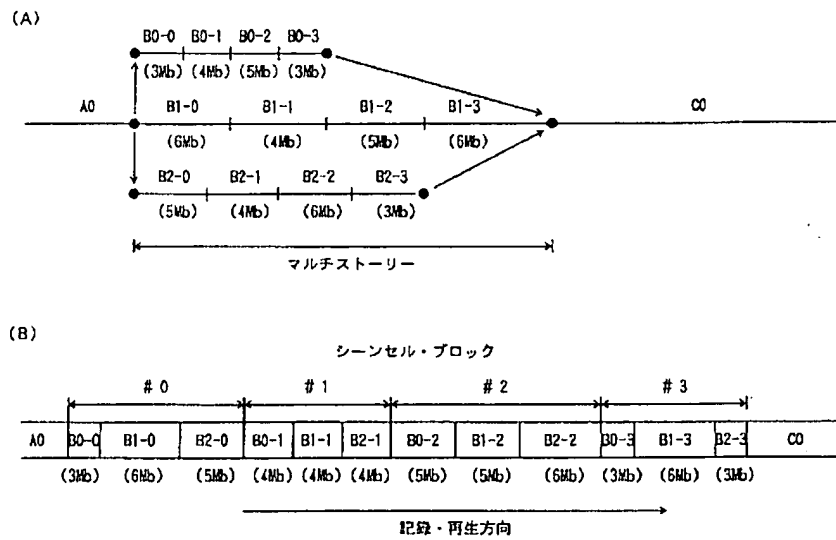 (A)
B0-0 B0-1 B0-2 B0-3
(3Mb) (4Mb) (5Mb) (3Mb)
A0 B1-0 B1-1 B1-2 B1-3 C0
(6Mb) (4Mb) (5Mb) (6Mb)
B2-0 B2-1 B2-2 B2-3
(5Mb) (4Mb) (6Mb) (3Mb)
マルチストーリー
(B)
シーンセル・ブロック
#0 #1 #2 #3
A0 B0-0 B1-0 B2-0 B0-1 B1-1 B2-1 B0-2 B1-2 B2-2 B0-3 B1-3 B2-3 C0
(3Mb) (6Mb) (5Mb) (4Mb) (4Mb) (4Mb) (5Mb) (5Mb) (6Mb) (3Mb) (6Mb) (3Mb)
記録・再生方向